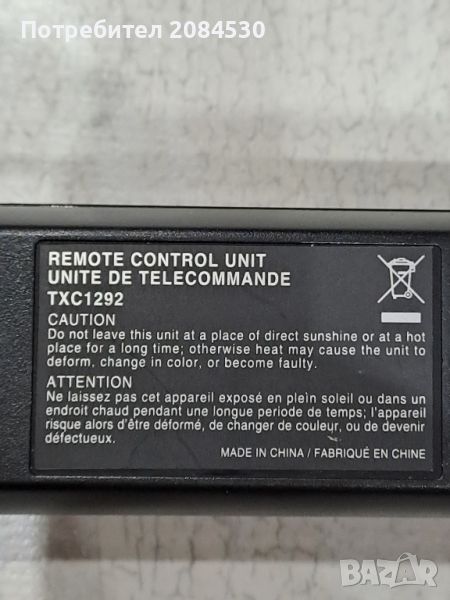 Потребител 2084530
REMOTE CONTROL UNIT
UNITE DE TELECOMMANDE
TXC1292
CAUTION
Do not leave this unit at a place of direct sunshine or at a hot
place for a long time; otherwise heat may cause the unit to
deform, change in color, or become faulty.
ATTENTION
Ne laissez pas cet appareil exposé en plein soleil ou dans un
endroit chaud pendant une longue periode de temps; l'appareil
risque alors d'être déformé, de changer de couleur, ou de devenir
défectueux.
MADE IN CHINA / FABRIQUÉ EN CHINE
BAZAR